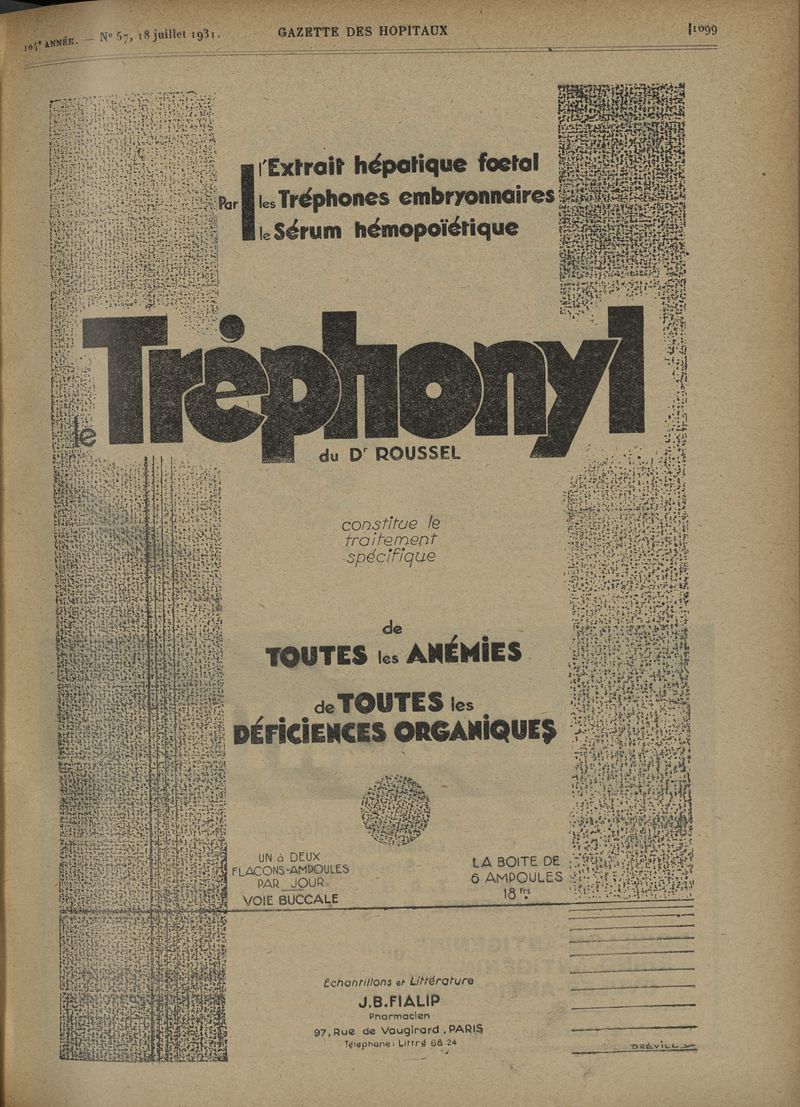 104e ANNÉE. — No 57, 18 juillet 1931.
GAZETTE DES HOPITAUX
1099
Par
l'Extrait hépatique foetal
les Tréphones embryonnaires
le Sérum hémopoïétique
le Tréphonyl
du Dr ROUSSEL
constitue le
traitement
spécifique
de
TOUTES les ANÉMiES
de TOUTES les
DÉFiCiENCES ORGANiQUES
UN à DEUX
FLACONS-AMPOULES
PAR JOUR
VOIE BUCCALE
LA BOITE DE
6 AMPOULES
18 frs
Échantillons et Littérature
J.B.FIALIP
Pharmacien
97, Rue de Vaugirard. PARIS
Téléphone: Littré 68 24